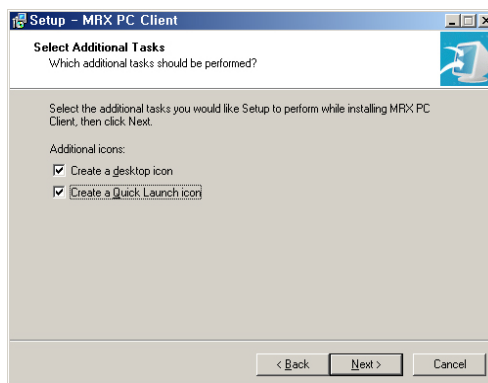 Setup - MRX PC Client
Select Additional Tasks
Which additional tasks should be performed?
Select the additional tasks you would like Setup to perform while installing MRX PC
Client, then click Next.
Additional icons:
Create a desktop icon
Create a Quick Launch icon
< Back
Next >
Cancel